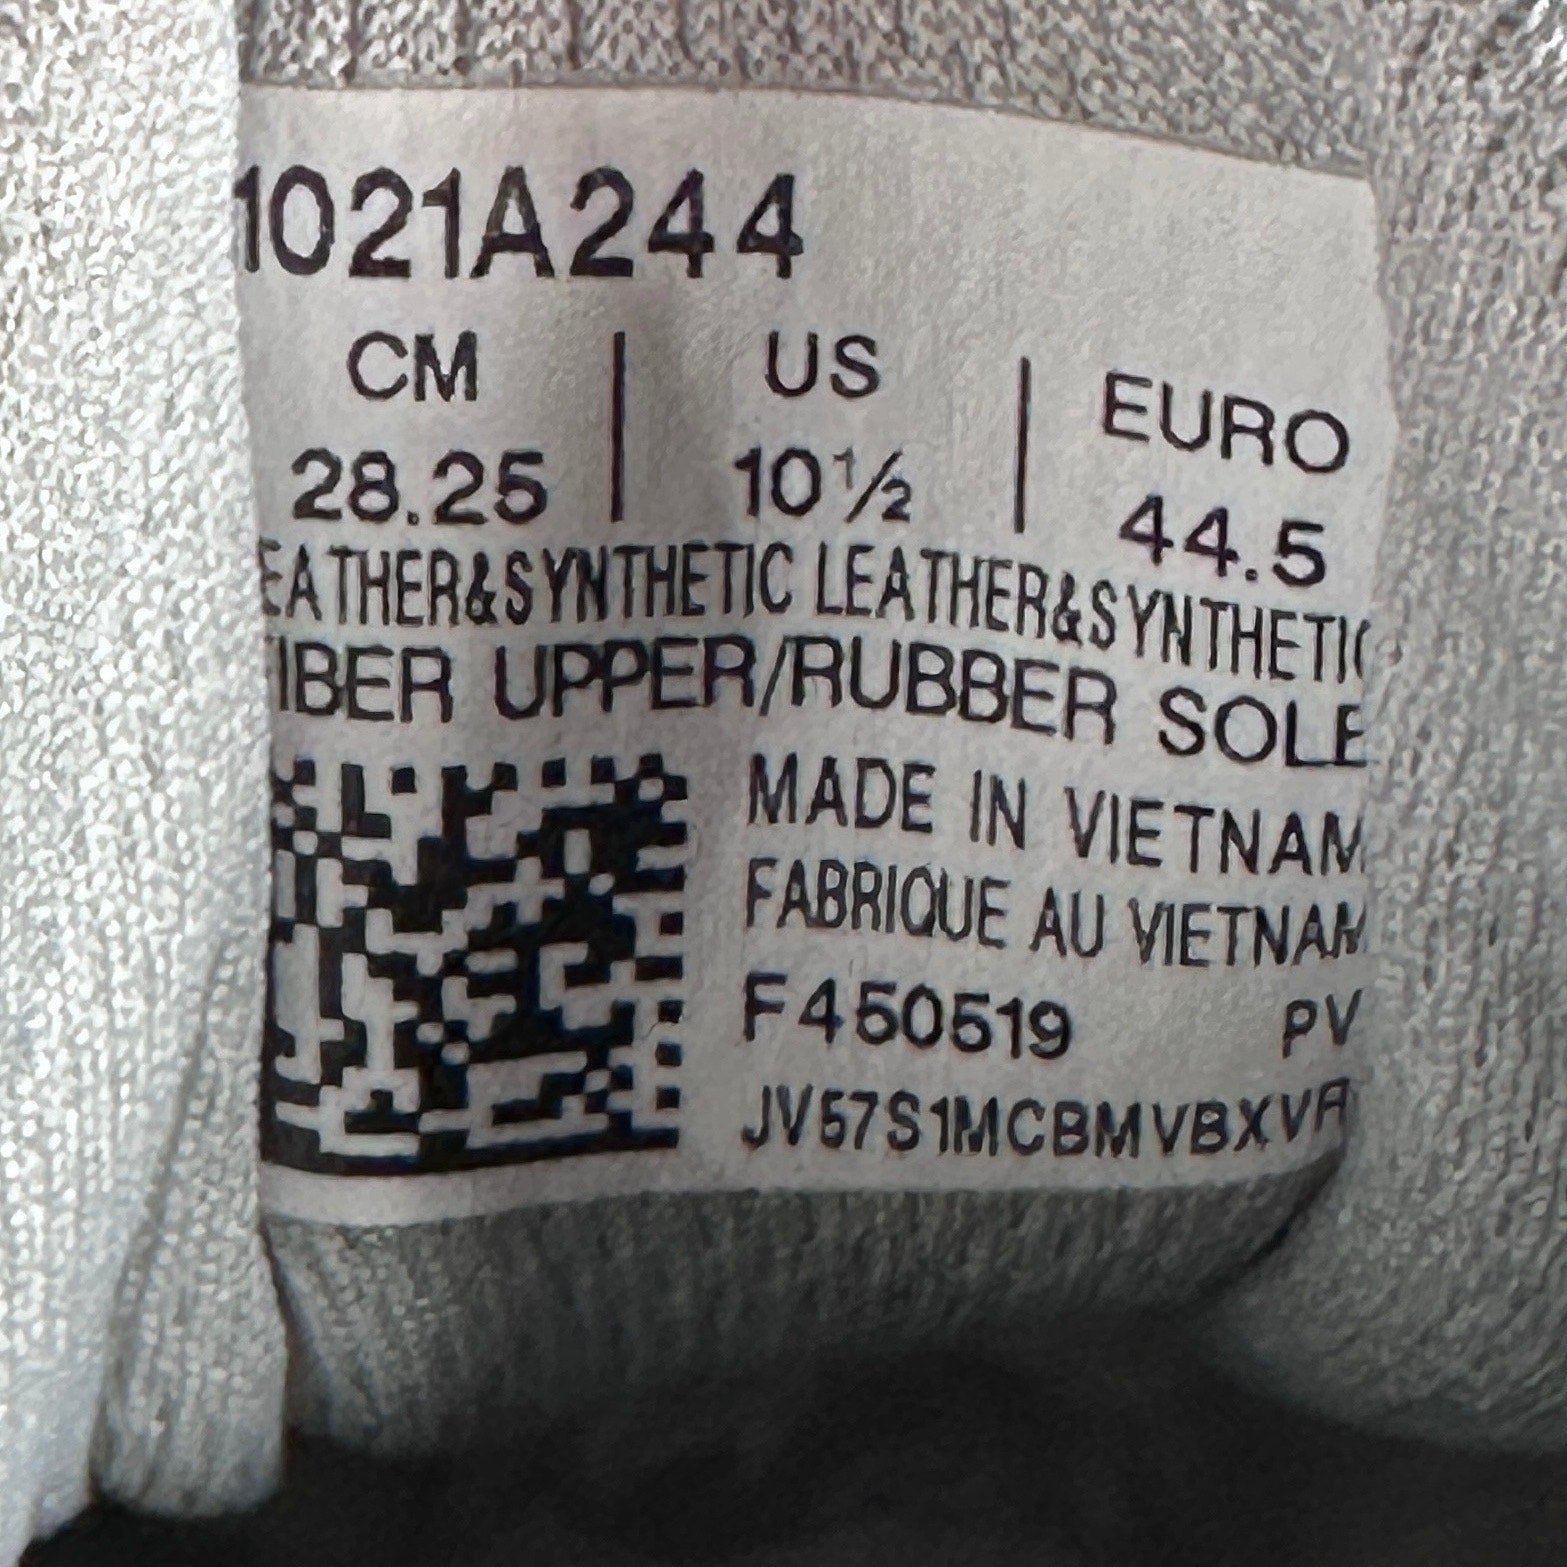 1021A244
CM | US | EURO
28.25 | 10½ | 44.5
EATHER&SYNTHETIC LEATHER&SYNTHETIC
IBER UPPER/RUBBER SOLE
MADE IN VIETNAM
FABRIQUE AU VIETNAM
F450519 PV
JV57S1MCBMVBXV